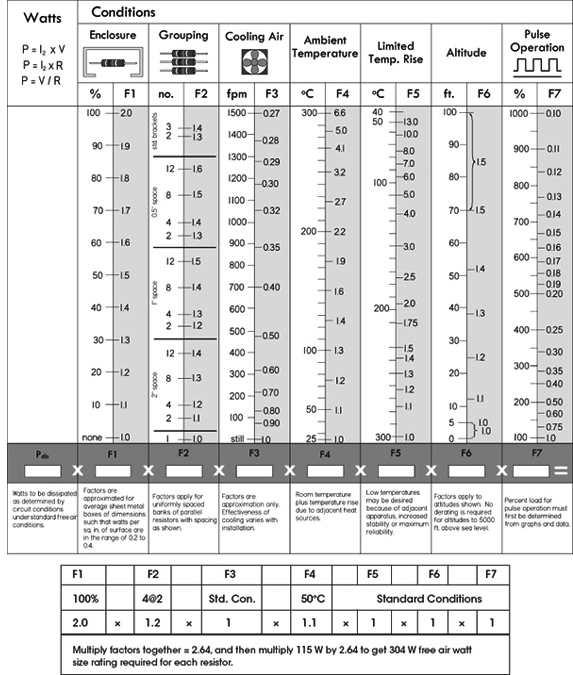 Watts
P = I2 x V
P = I2 x R
P = V / R
Conditions
Enclosure
Grouping
Cooling Air
Ambient
Temperature
Limited
Temp. Rise
Altitude
Pulse
Operation
% F1 no. F2 fpm F3 ºC F4 ºC F5 ft. F6 % F7
100 2.0
90 1.9
80 1.8
70 1.7
60 1.6
50 1.5
40 1.4
30 1.3
20 1.2
10 1.1
none 1.0
std brackets
3 1.4
2 1.3
0.5" space
12 1.6
8 1.5
4 1.4
2 1.3
1" space
12 1.5
8 1.4
4 1.3
2 1.2
2" space
12 1.4
8 1.3
4 1.2
2 1.1
1 1.0
1500 0.27
1400 0.28
1300 0.29
1200 0.30
1100
1000 0.32
900 0.35
800
700 0.40
600
500 0.50
400
300 0.60
200 0.70
100 0.80
0.90
still 1.0
300 6.6
5.0
4.1
3.2
2.7
200 2.2
1.9
1.6
1.4
100 1.3
1.2
50 1.1
25 1.0
40
50 13.0
10.0
8.0
7.0
6.0
100
5.0
4.0
3.0
2.5
200 2.0
1.75
1.5
1.4
1.3
1.2
1.1
300 1.0
100
90
1.5
80
70 1.5
60
50 1.4
40 1.3
30
20 1.2
10 1.1
5 1.0
1.0
0
1000 0.10
900 0.11
0.12
800
0.13
700 0.14
600 0.15
0.16
0.17
0.18
0.19
500 0.20
400 0.25
300 0.30
0.35
0.40
200 0.50
0.60
0.75
100 1.0
Pdis F1 F2 F3 F4 F5 F6 F7
x x x x x x x =
Watts to be dissipated
as determined by
circuit conditions
understandard free air
conditions.
Factors are
approximated for
average sheet metal
boxes of dimensions
such that watts per
sq. in. of surface are
in the range of 0.2 to
0.4.
Factors apply for
uniformly spaced
banks of parallel
resistors with spacing
as shown.
Factors are
approximation only.
Effectiveness of
cooling varies with
installation.
Room temperature
plus temperature rise
due to adjacent heat
sources.
Low temperatures
may be desired
because of adjacent
apparatus, increased
stability or maximum
reliability.
Factors apply to
altitudes shown. No
derating is required
for altitudes to 5000
ft. above sea level.
Percent load for
pulse operation must
first be determined
from graphs and data.
F1 F2 F3 F4 F5 F6 F7
100% 4@2 Std. Con. 50ºC Standard Conditions
2.0 × 1.2 × 1 × 1.1 × 1 × 1 × 1
Multiply factors together = 2.64, and then multiply 115 W by 2.64 to get 304 W free air watt
size rating required for each resistor.